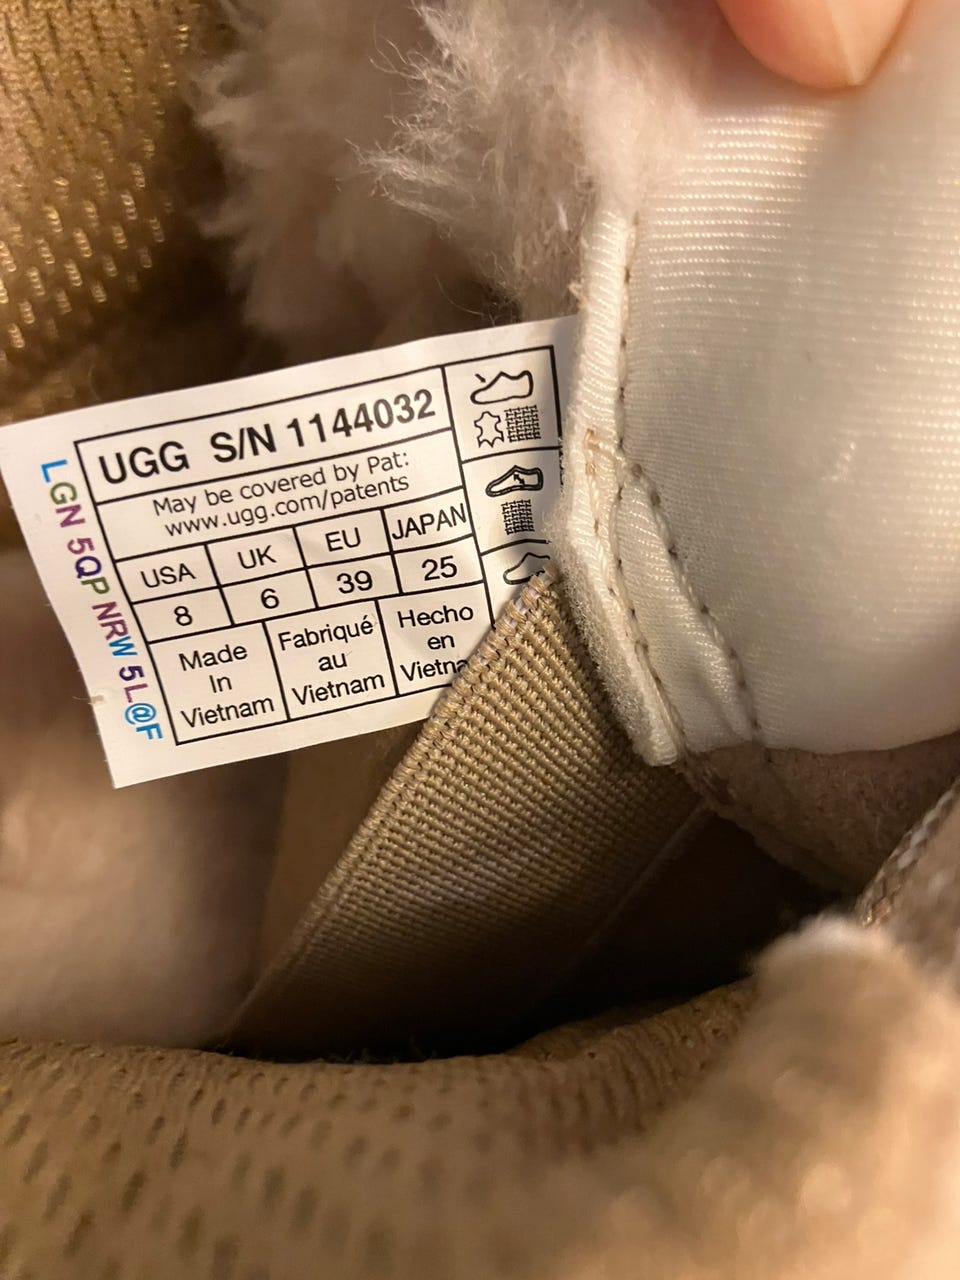 UGG S/N 1144032
May be covered by Pat:
www.ugg.com/patents
USA UK EU JAPAN
8 6 39 25
Made In Vietnam
Fabriqué au Vietnam
Hecho en Vietna
LGN 5QP NRW 5L@F